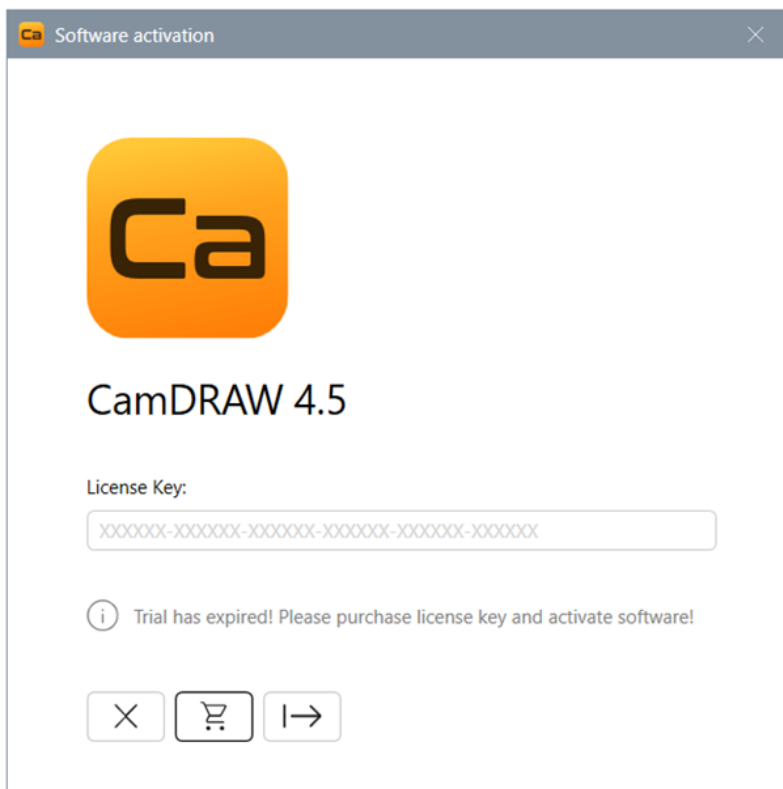 Ca Software activation
Ca
CamDRAW 4.5
License Key:
XXXXXX-XXXXXX-XXXXXX-XXXXXX-XXXXXX-XXXXXX
Trial has expired! Please purchase license key and activate software!